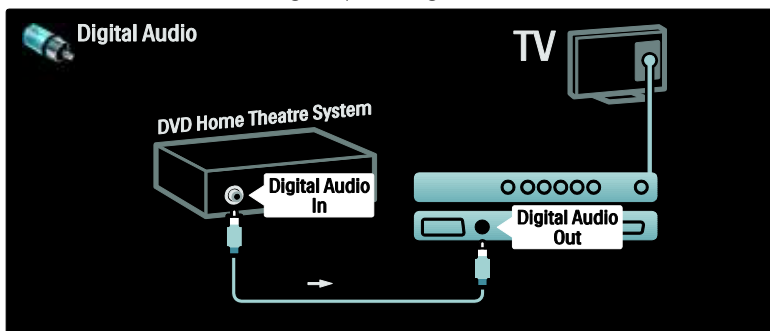 Digital Audio
TV
DVD Home Theatre System
Digital Audio
In
Digital Audio
Out